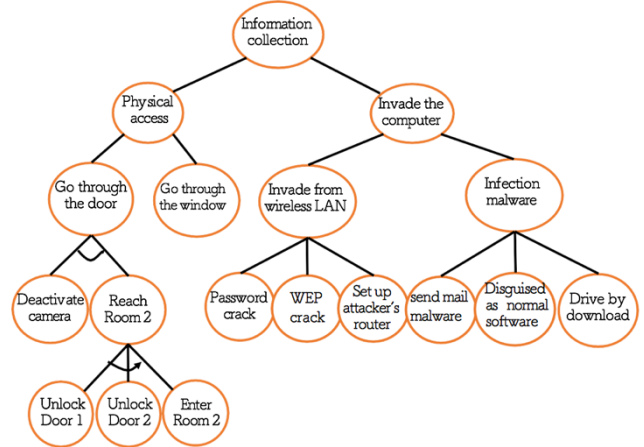 Information
collection
Physical
access
Invade the
computer
Go through
the door
Go through
the window
Invade from
wireless LAN
Infection
malware
Deactivate
camera
Reach
Room 2
Password
crack
WEP
crack
Set up
attacker's
router
send mail
malware
Disguised
as normal
software
Drive by
download
Unlock
Door 1
Unlock
Door 2
Enter
Room 2